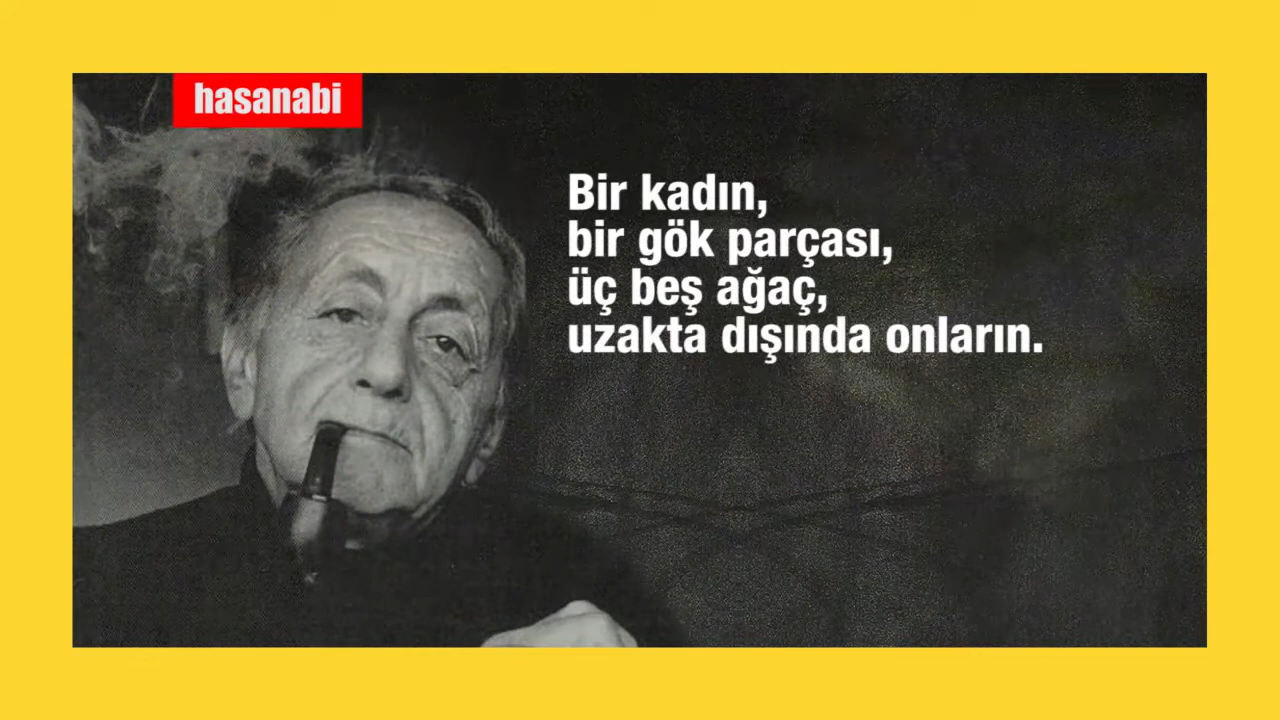 hasanabi
Bir kadın,
bir gök parçası,
üç beş ağaç,
uzakta dışında onların.